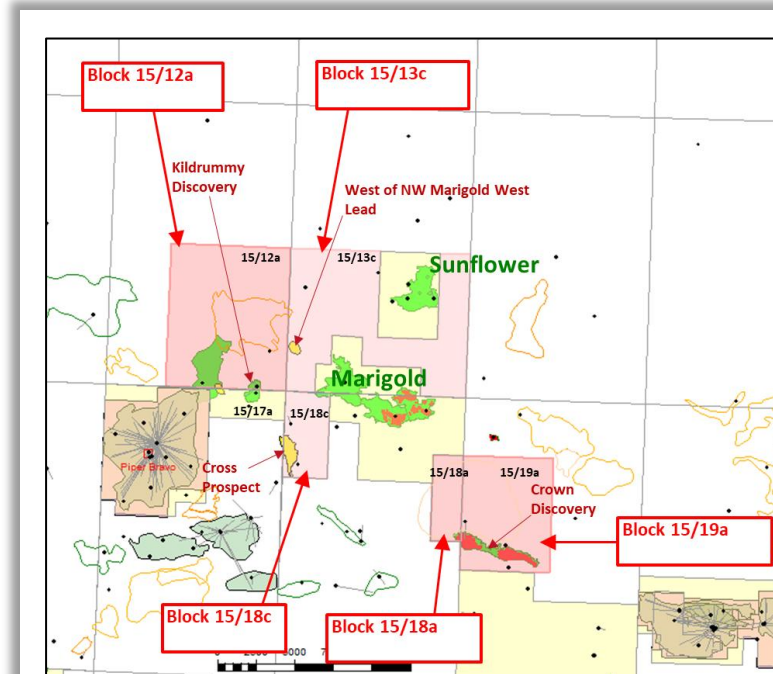 Block 15/12a
Block 15/13c
Kildrummy
Discovery
West of NW Marigold West
Lead
15/12a
15/13c
Sunflower
Marigold
15/17a
15/18c
Piper Bravo
Cross
Prospect
15/18a
15/19a
Crown
Discovery
Block 15/19a
Block 15/18c
Block 15/18a